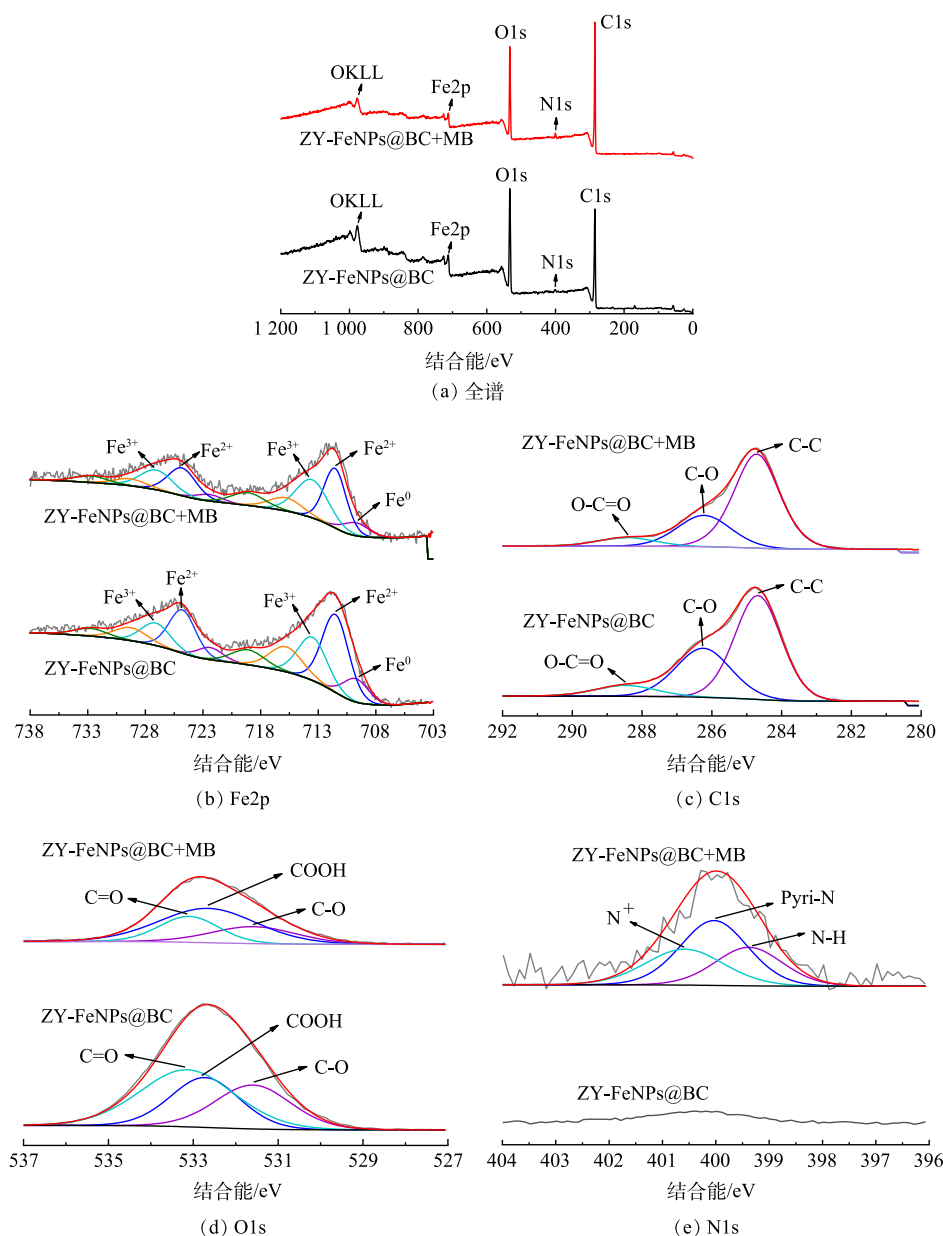 O1s
C1s
OKLL
Fe2p
N1s
ZY-FeNPs@BC+MB
O1s
C1s
OKLL
Fe2p
N1s
ZY-FeNPs@BC
1 200 1 000 800 600 400 200 0
结合能/eV
(a) 全谱
Fe³⁺ Fe²⁺ Fe³⁺ Fe²⁺
Fe⁰
ZY-FeNPs@BC+MB
Fe³⁺ Fe²⁺ Fe³⁺ Fe²⁺
Fe⁰
ZY-FeNPs@BC
738 733 728 723 718 713 708 703
结合能/eV
(b) Fe2p
ZY-FeNPs@BC+MB
C-C
C-O
O-C=O
ZY-FeNPs@BC
C-C
C-O
O-C=O
292 290 288 286 284 282 280
结合能/eV
(c) C1s
ZY-FeNPs@BC+MB
COOH
C=O
C-O
ZY-FeNPs@BC
COOH
C=O
C-O
537 535 533 531 529 527
结合能/eV
(d) O1s
ZY-FeNPs@BC+MB
Pyri-N
N⁺
N-H
ZY-FeNPs@BC
404 403 402 401 400 399 398 397 396
结合能/eV
(e) N1s